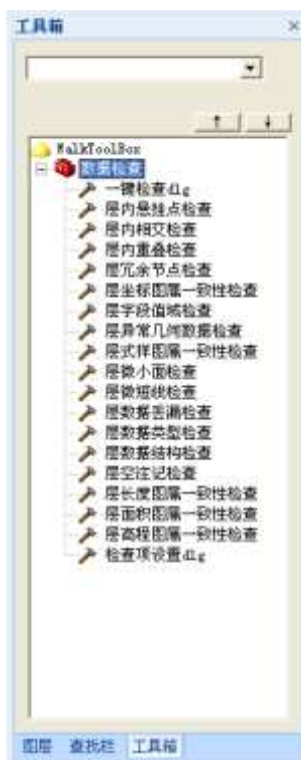 工具箱
WalkToolBox
数据检查
一键检查dlg
层内悬挂点检查
层内相交检查
层内重叠检查
层冗余节点检查
层坐标图属一致性检查
层字段值域检查
层异常几何数据检查
层式样图属一致性检查
层微小面检查
层微短线检查
层数据丢漏检查
层数据类型检查
层数据结构检查
层空注记检查
层长度图属一致性检查
层面积图属一致性检查
层高程图属一致性检查
检查项设置dlg
图层 查找栏 工具箱